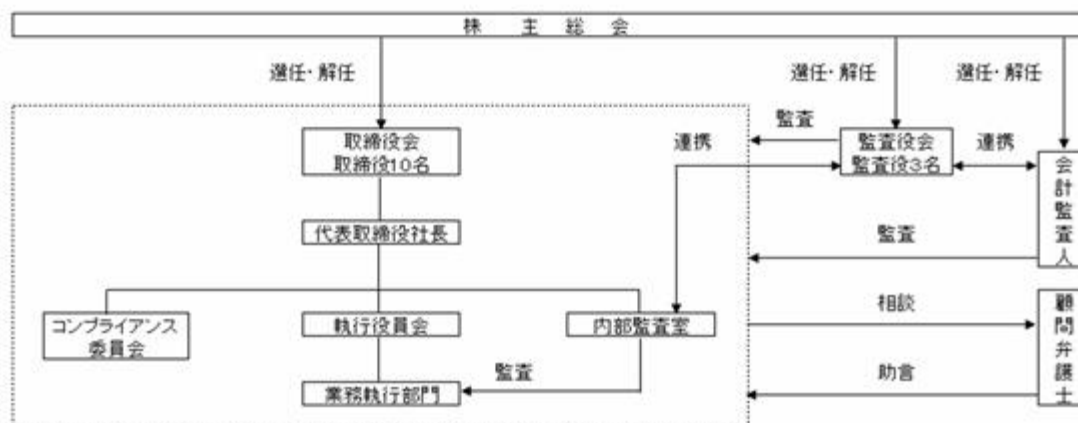 株主総会
選任・解任
選任・解任
選任・解任
監査
取締役会
取締役10名
連携
監査役会
監査役3名
連携
会計監査人
代表取締役社長
監査
コンプライアンス
委員会
執行役員会
内部監査室
相談
顧問弁護士
監査
助言
業務執行部門